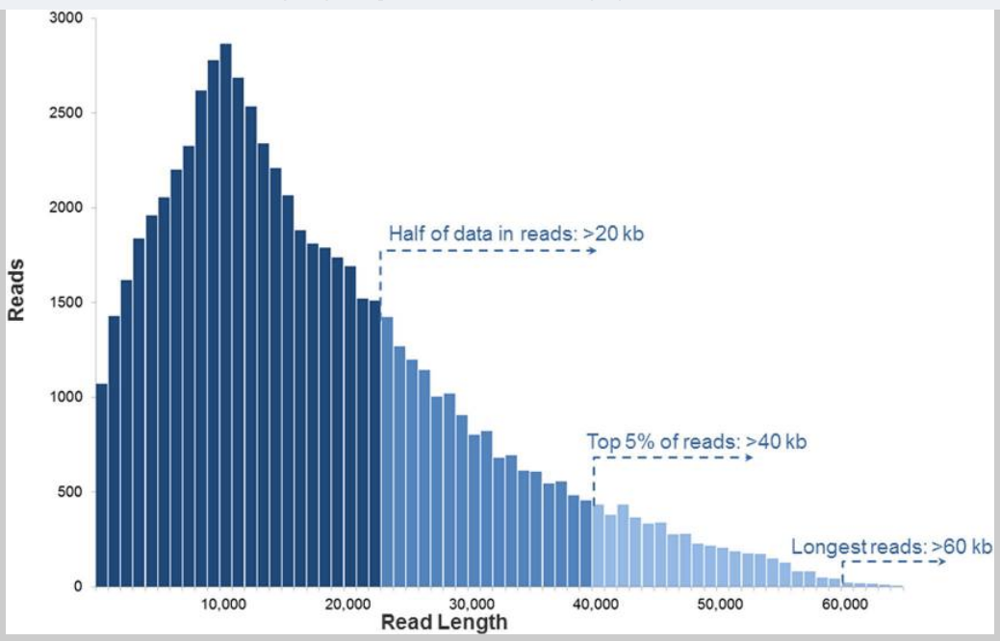 3000
2500
2000
1500
1000
500
0
Reads
Half of data in reads: >20 kb
Top 5% of reads: >40 kb
Longest reads: >60 kb
10,000 20,000 30,000 40,000 50,000 60,000
Read Length